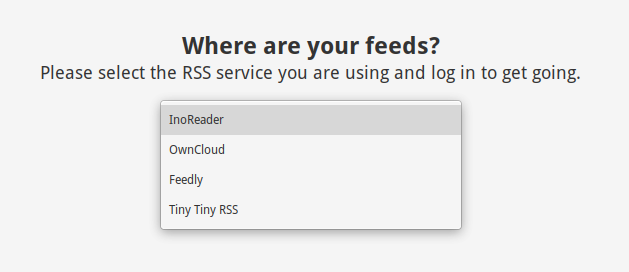 Where are your feeds?
Please select the RSS service you are using and log in to get going.
InoReader
OwnCloud
Feedly
Tiny Tiny RSS